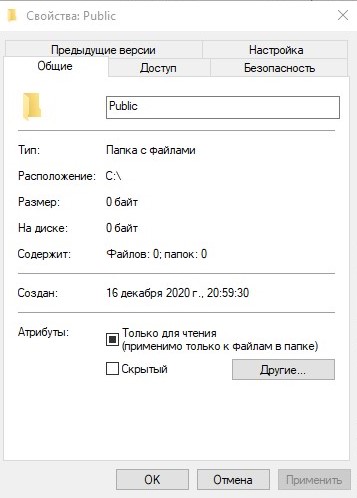 Свойства: Public
Предыдущие версии
Настройка
Общие
Доступ
Безопасность
Public
Тип: Папка с файлами
Расположение: C:\
Размер: 0 байт
На диске: 0 байт
Содержит: Файлов: 0; папок: 0
Создан: 16 декабря 2020 г., 20:59:30
Атрибуты: Только для чтения
(применимо только к файлам в папке)
Скрытый
Другие...
OK
Отмена
Применить